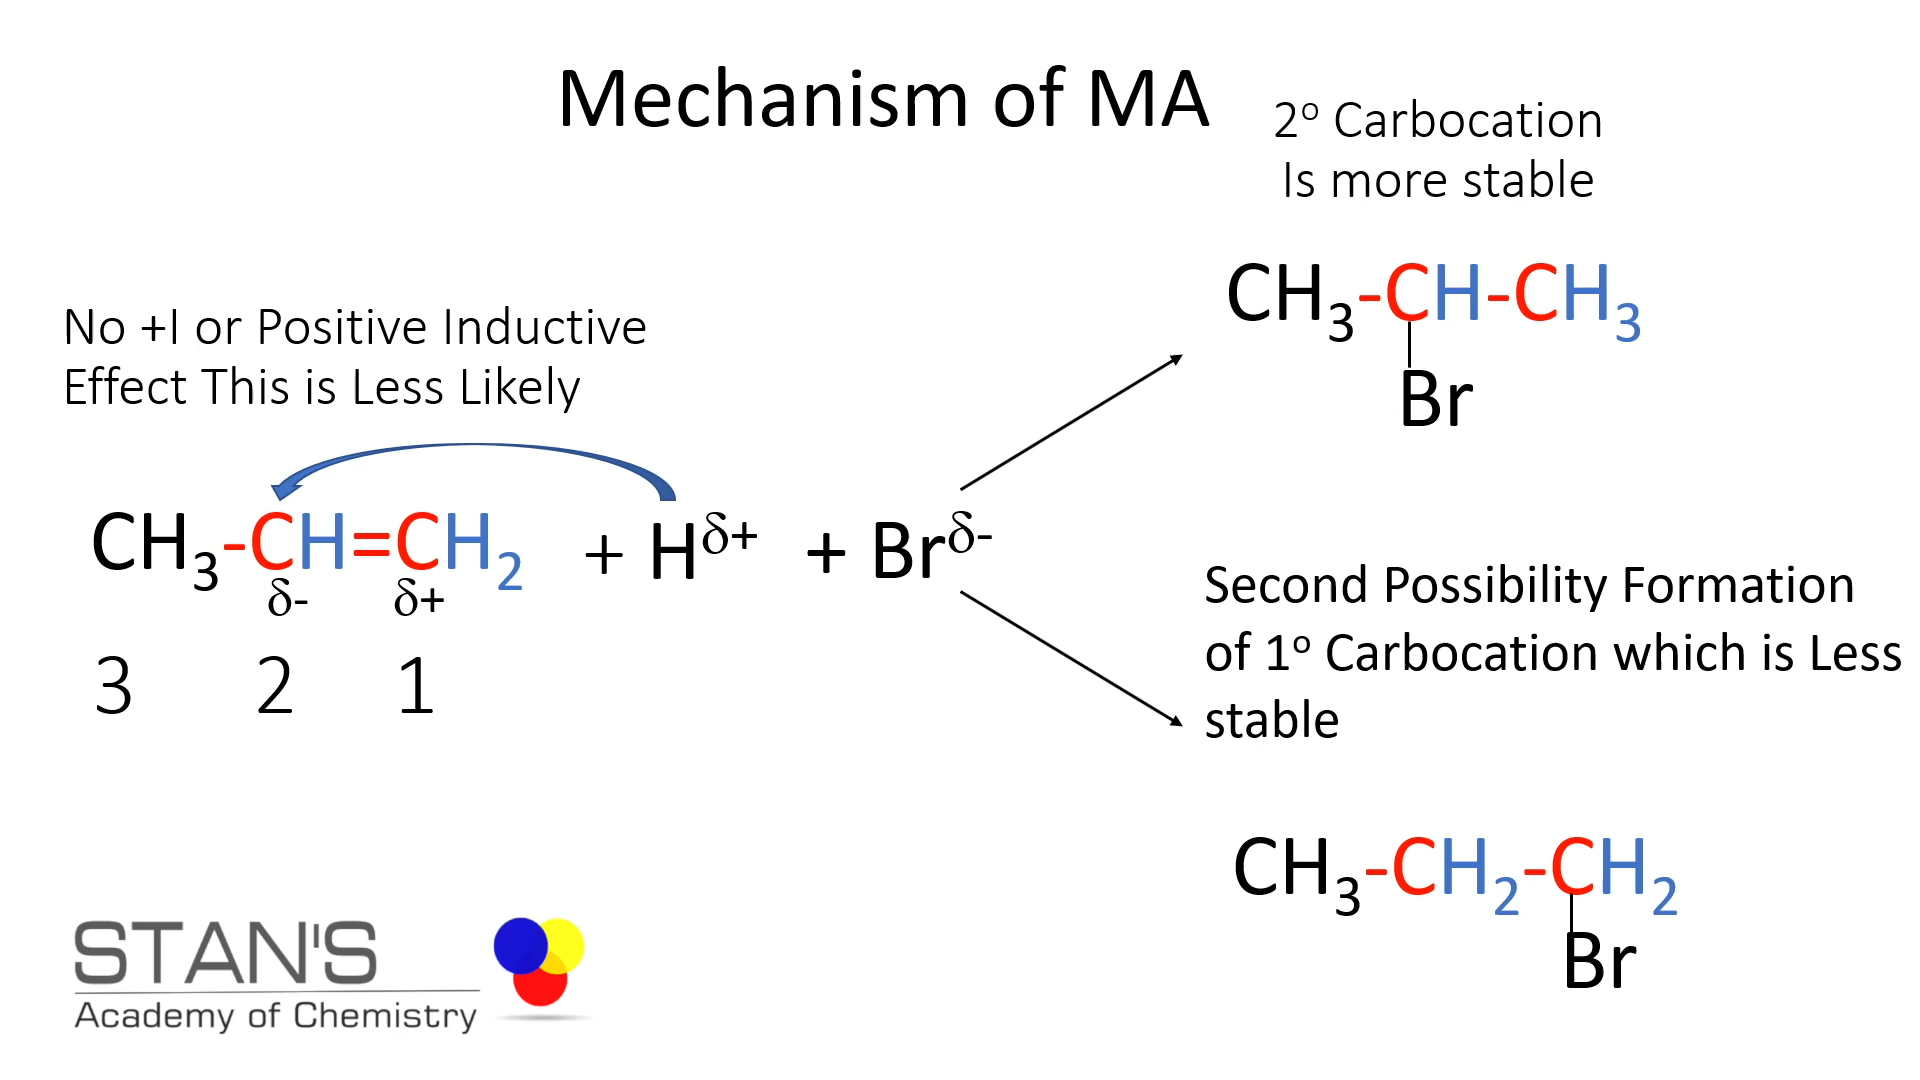 Mechanism of MA
2º Carbocation
Is more stable
CH₃-CH-CH₃
Br
No +I or Positive Inductive
Effect This is Less Likely
CH₃-CH=CH₂ + Hᵟ⁺ + Brᵟ⁻
δ- δ+
3 2 1
Second Possibility Formation
of 1º Carbocation which is Less
stable
CH₃-CH₂-CH₂
Br
STAN'S
Academy of Chemistry